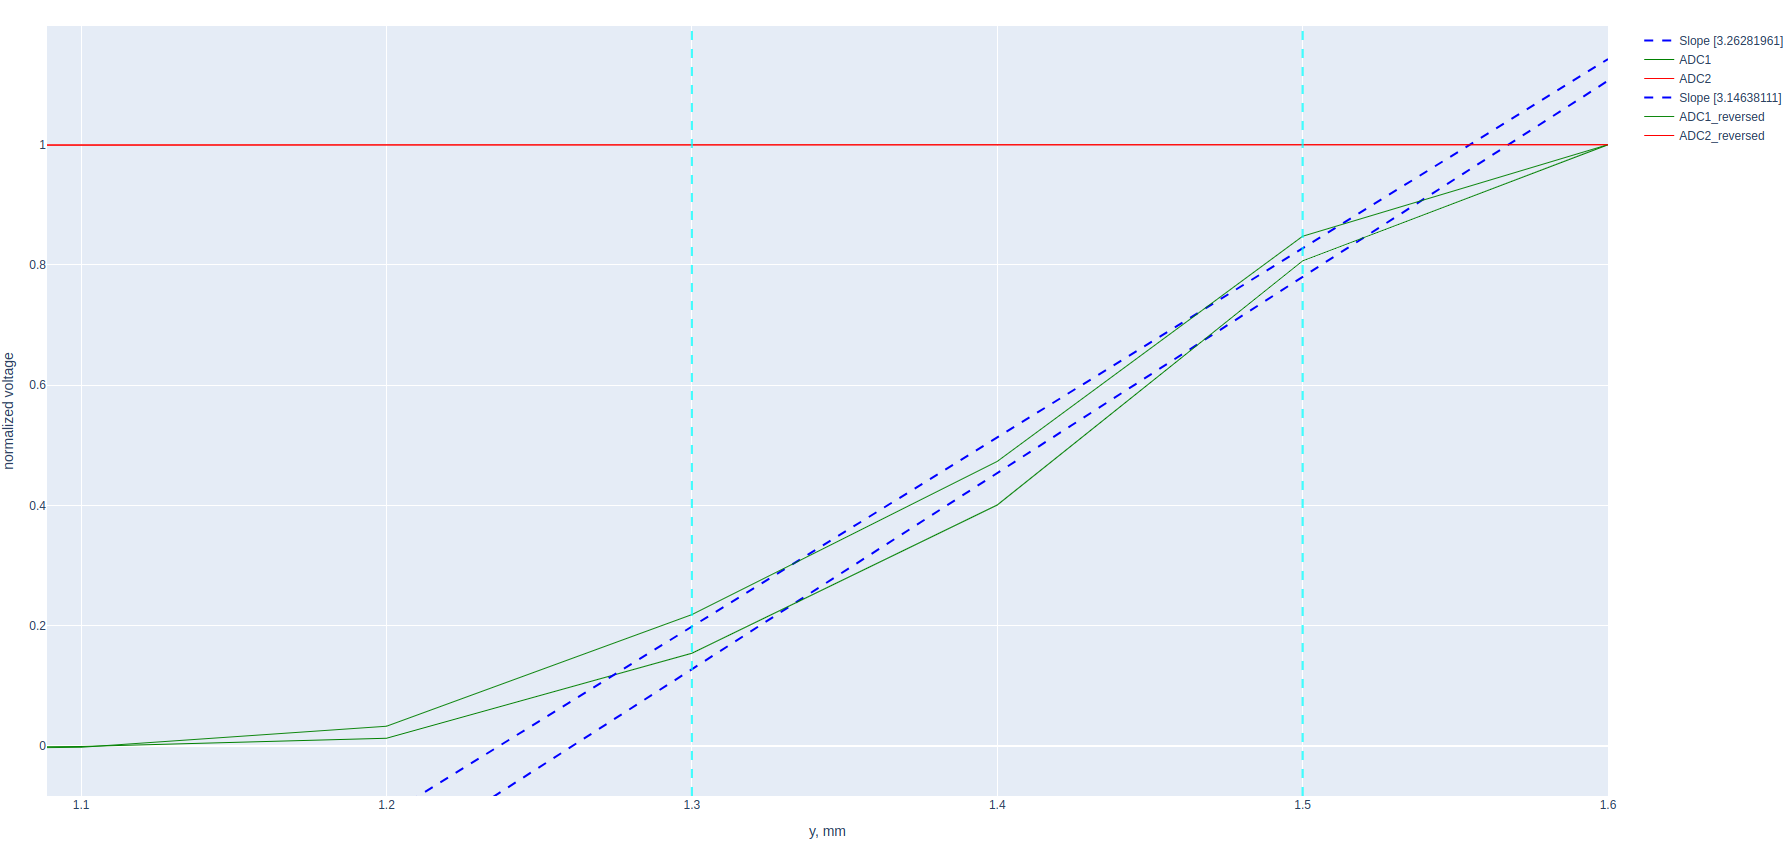 Slope [3.26281961]
ADC1
ADC2
Slope [3.14638111]
ADC1_reversed
ADC2_reversed
1
0.8
0.6
0.4
0.2
0
normalized voltage
1.1 1.2 1.3 1.4 1.5 1.6
y, mm